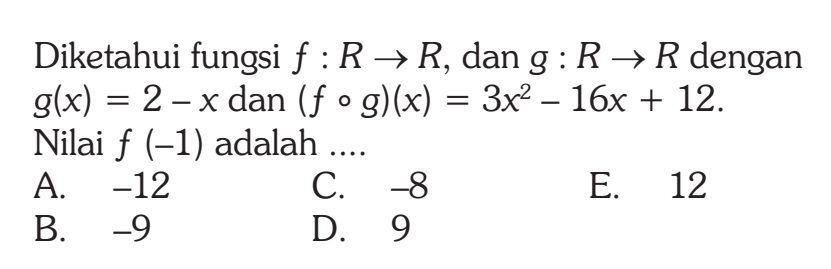 Diketahui fungsi f : R → R, dan g : R → R dengan
g(x) = 2 – x dan (f ∘ g)(x) = 3x² – 16x + 12.
Nilai f (–1) adalah ....
A. –12 C. –8 E. 12
B. –9 D. 9